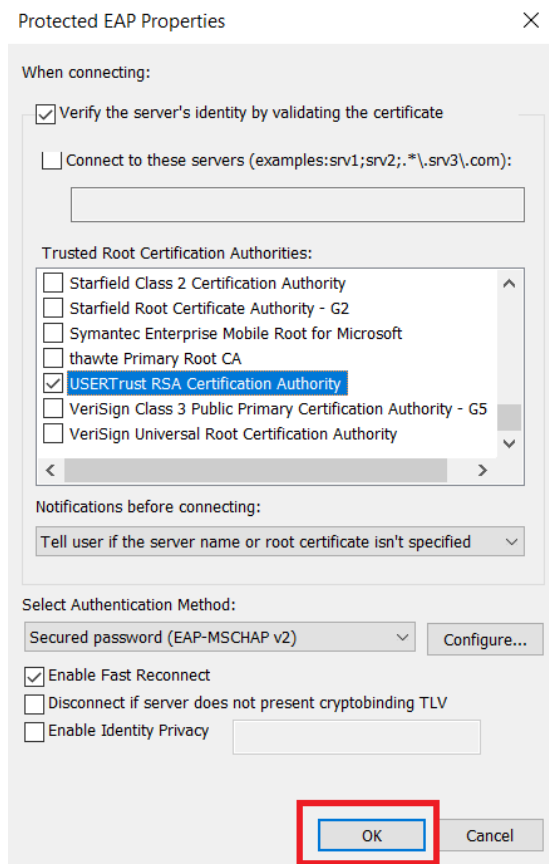 Protected EAP Properties
When connecting:
Verify the server's identity by validating the certificate
Connect to these servers (examples:srv1;srv2;.*\.srv3\.com):
Trusted Root Certification Authorities:
Starfield Class 2 Certification Authority
Starfield Root Certificate Authority - G2
Symantec Enterprise Mobile Root for Microsoft
thawte Primary Root CA
USERTrust RSA Certification Authority
VeriSign Class 3 Public Primary Certification Authority - G5
VeriSign Universal Root Certification Authority
Notifications before connecting:
Tell user if the server name or root certificate isn't specified
Select Authentication Method:
Secured password (EAP-MSCHAP v2)
Configure...
Enable Fast Reconnect
Disconnect if server does not present cryptobinding TLV
Enable Identity Privacy
OK
Cancel